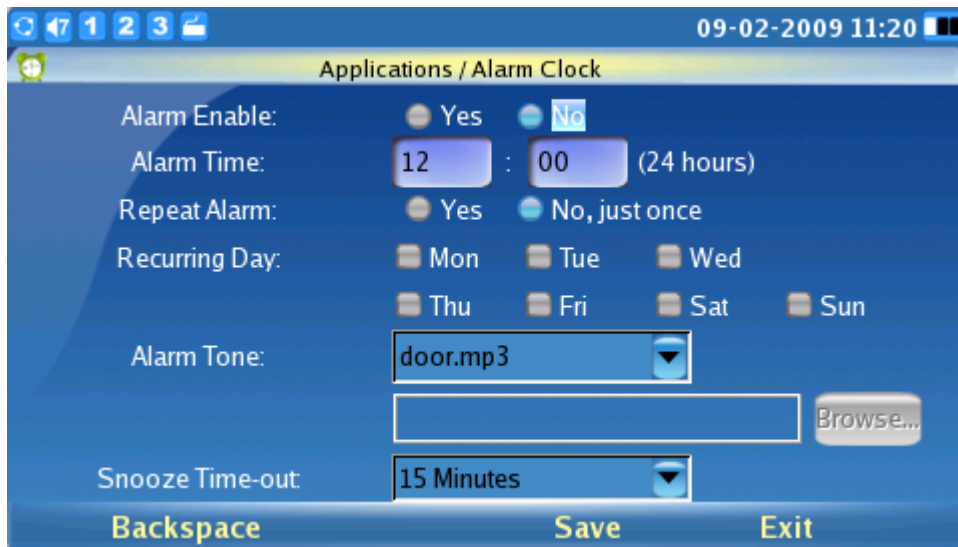 7 1 2 3 09-02-2009 11:20
Applications / Alarm Clock
Alarm Enable: Yes No
Alarm Time: 12 : 00 (24 hours)
Repeat Alarm: Yes No, just once
Recurring Day: Mon Tue Wed
Thu Fri Sat Sun
Alarm Tone: door.mp3
Browse...
Snooze Time-out: 15 Minutes
Backspace Save Exit